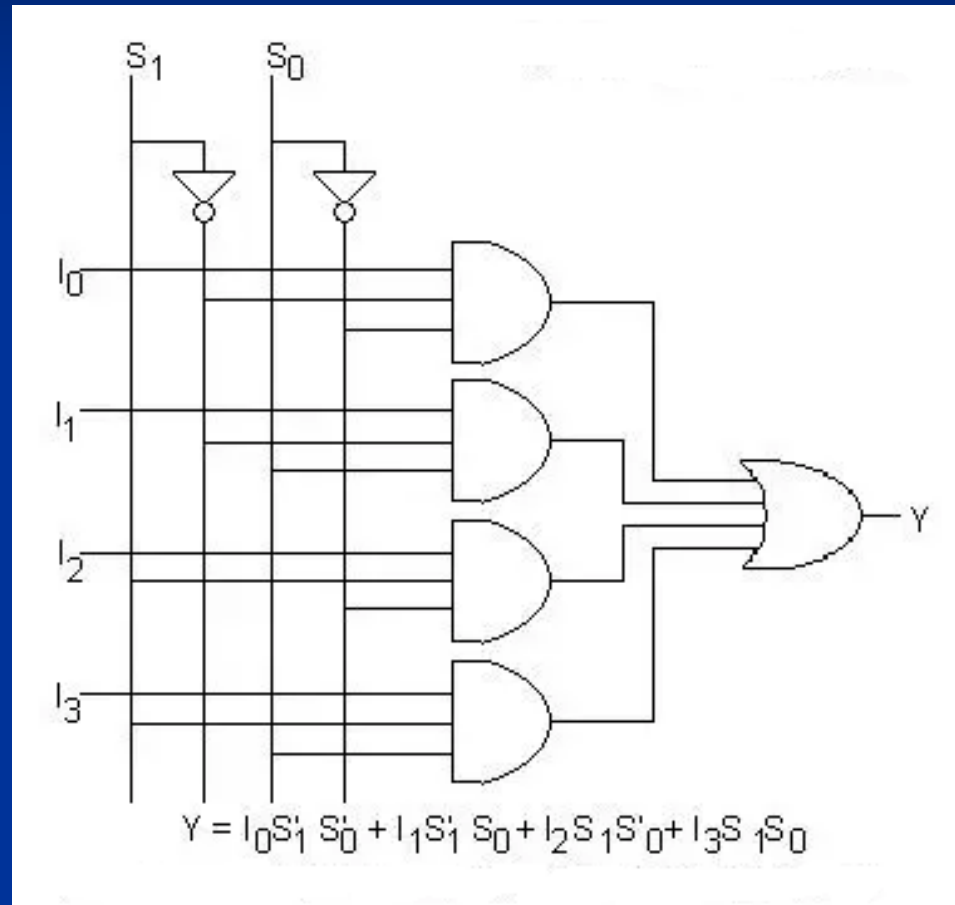 S1 S0
I0
I1
I2
I3
Y
Y = I0S'1 S'0 + I1S'1 S0 + I2S1S'0 + I3S1S0